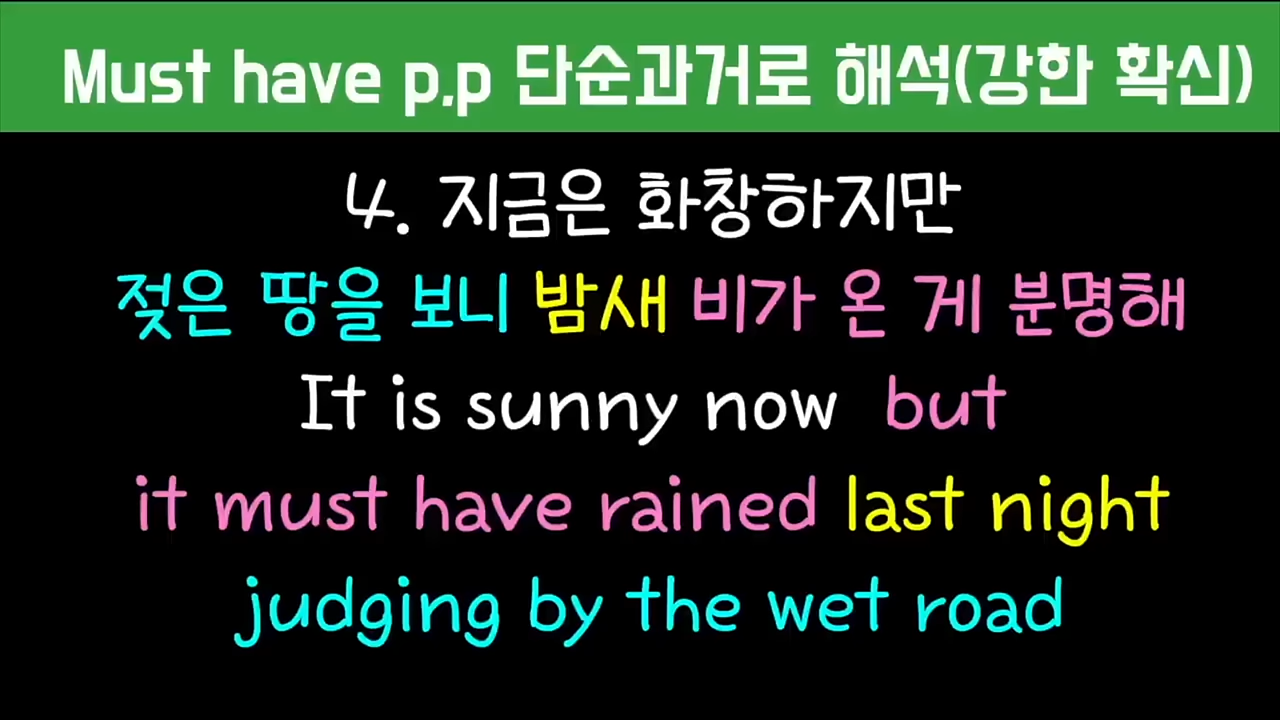 Must have p.p 단순과거로 해석(강한 확신)
4. 지금은 화창하지만
젖은 땅을 보니 밤새 비가 온 게 분명해
It is sunny now but
it must have rained last night
judging by the wet road